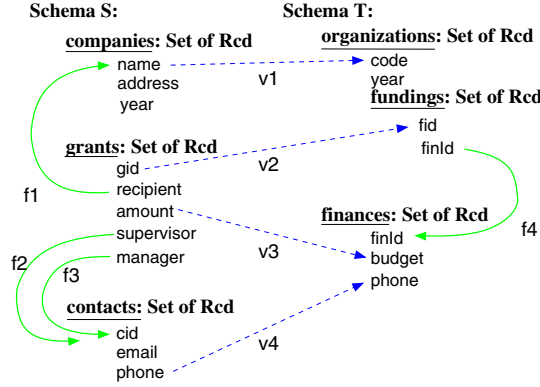 Schema S:
Schema T:
companies: Set of Rcd
name
address
year
organizations: Set of Rcd
code
year
fundings: Set of Rcd
fid
finId
v1
grants: Set of Rcd
gid
recipient
amount
supervisor
manager
v2
f1
finances: Set of Rcd
finId
budget
phone
v3
f4
f2
f3
contacts: Set of Rcd
cid
email
phone
v4